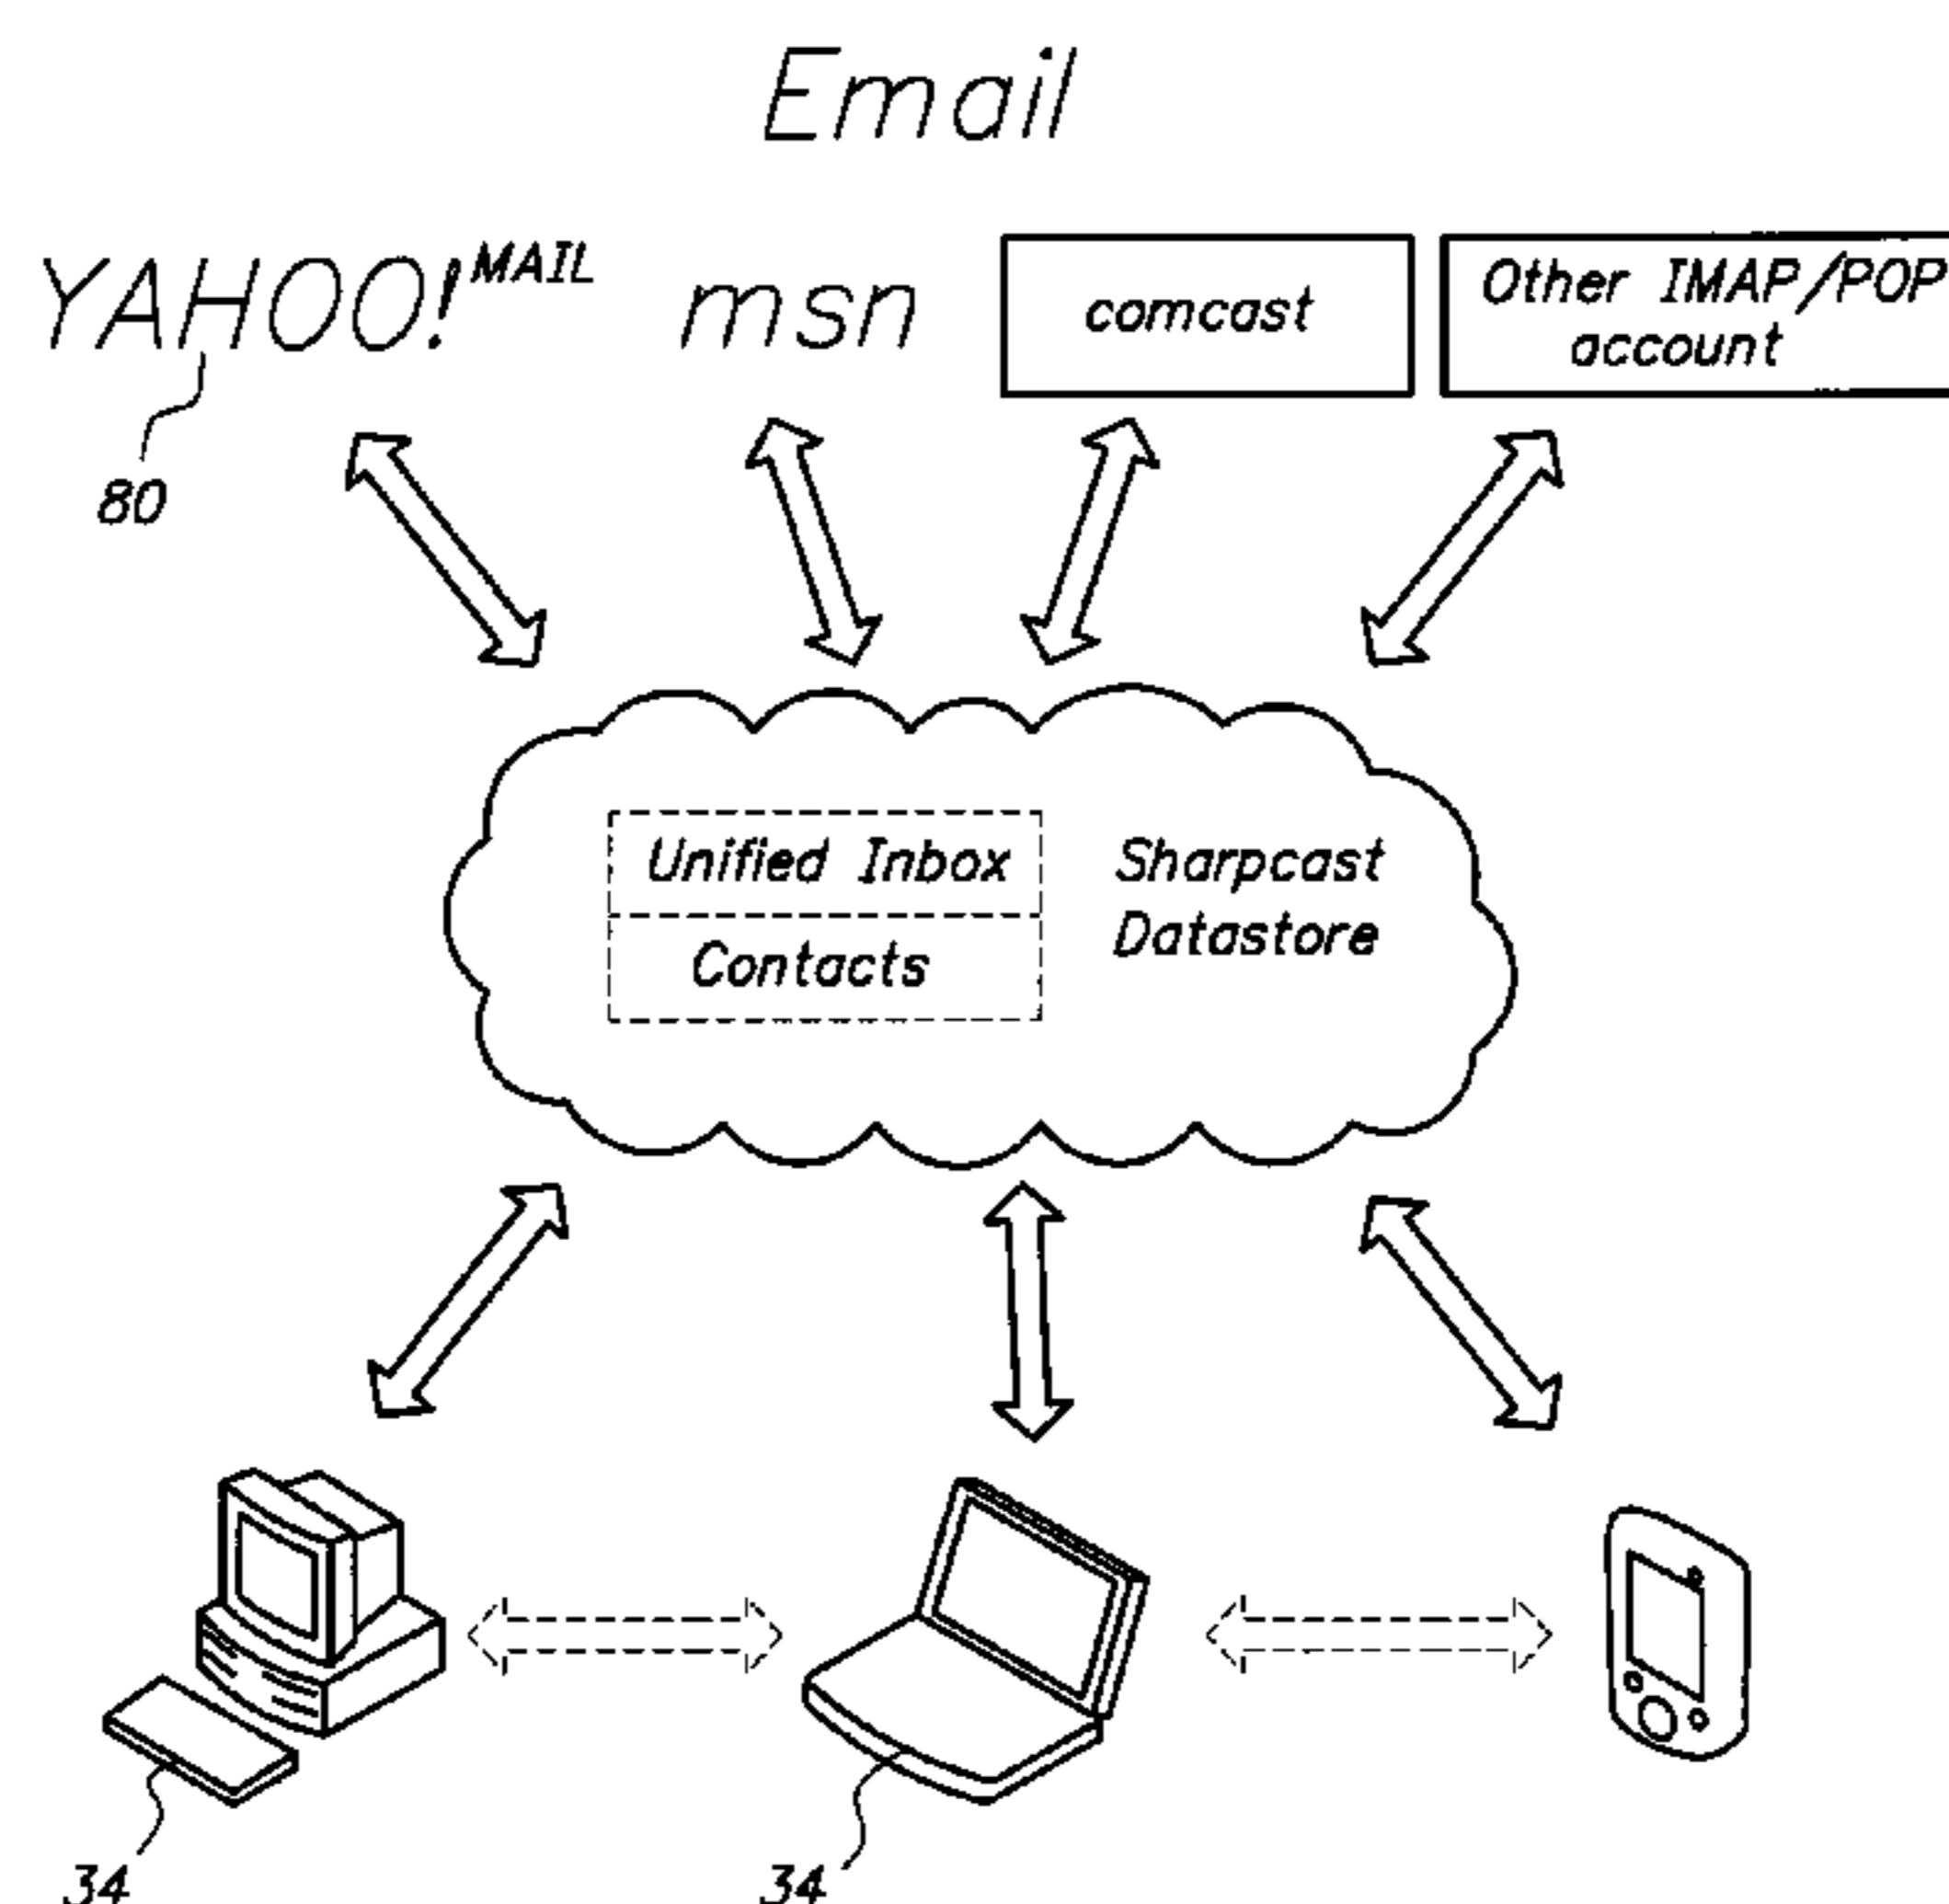 Email
YAHOO! MAIL
msn
comcast
Other IMAP/POP
account
80
Unified Inbox
Contacts
Sharpcast
Datastore
34
34